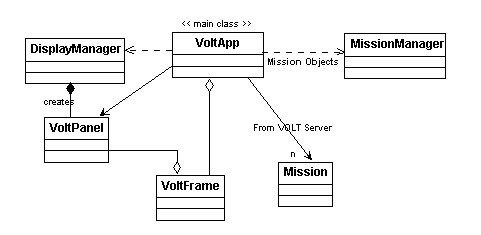 << main class >>
DisplayManager
VoltApp
MissionManager
Mission Objects
creates
VoltPanel
From VOLT Server
n
VoltFrame
Mission